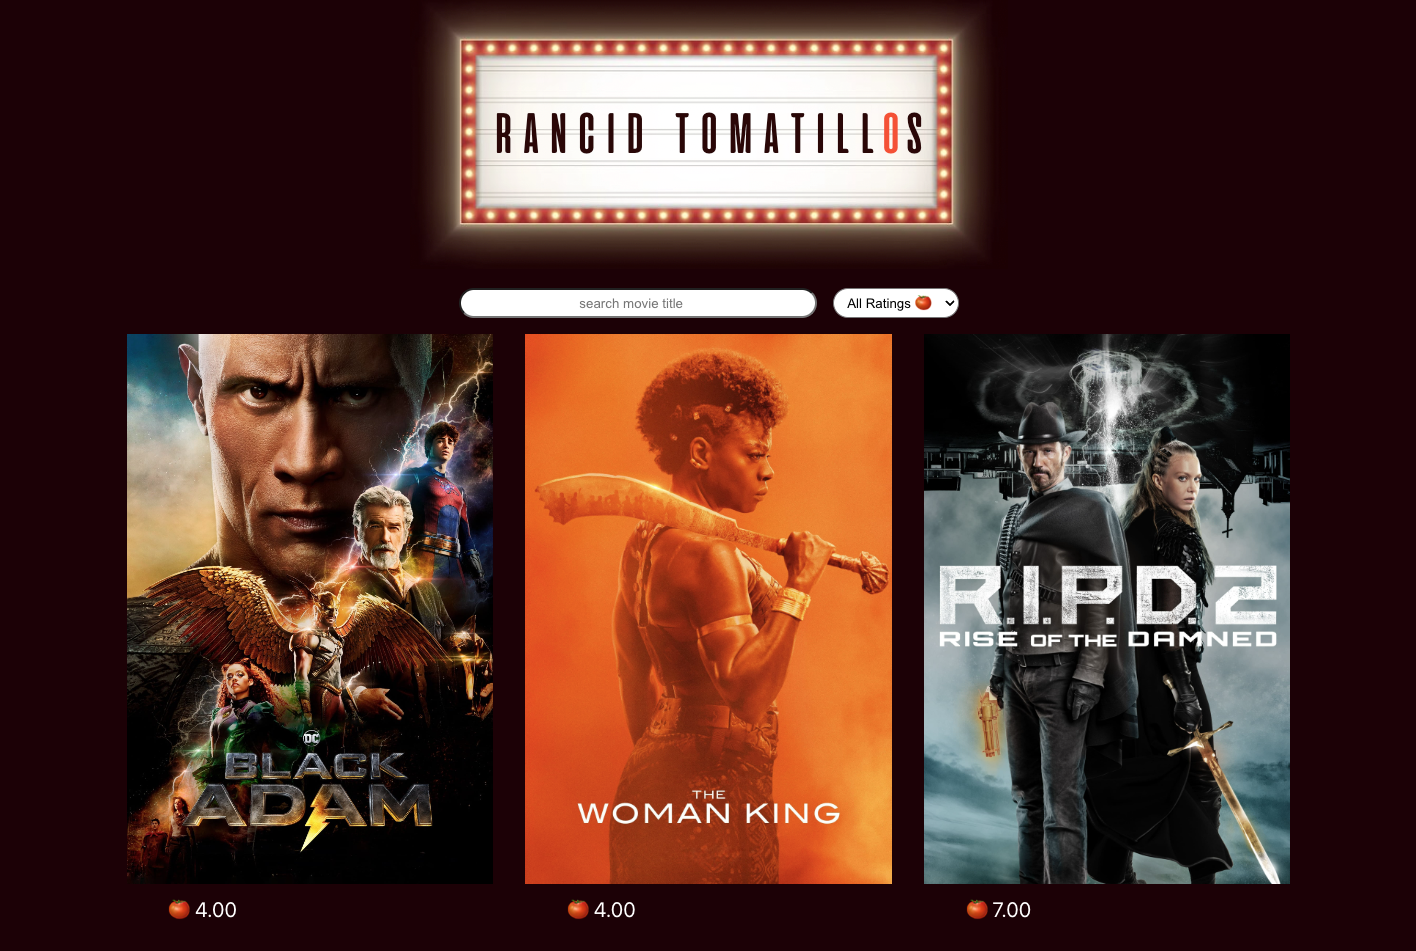 RANCID TOMATILLOS
search movie title
All Ratings 🍅
DC
BLACK
ADAM
THE
WOMAN KING
R.I.P.D.2
RISE OF THE DAMNED
🍅 4.00
🍅 4.00
🍅 7.00